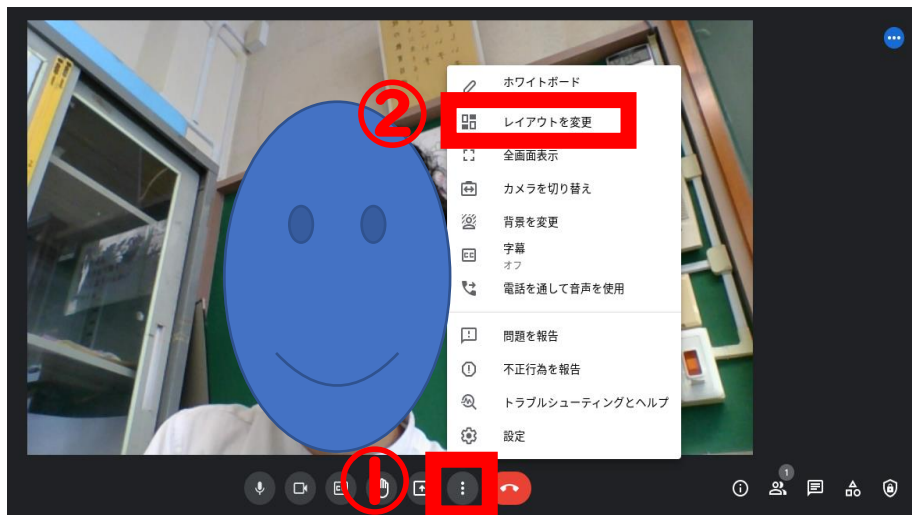 ホワイトボード
②
レイアウトを変更
全画面表示
カメラを切り替え
背景を変更
字幕
オフ
電話を通して音声を使用
問題を報告
不正行為を報告
トラブルシューティングとヘルプ
設定
①
1